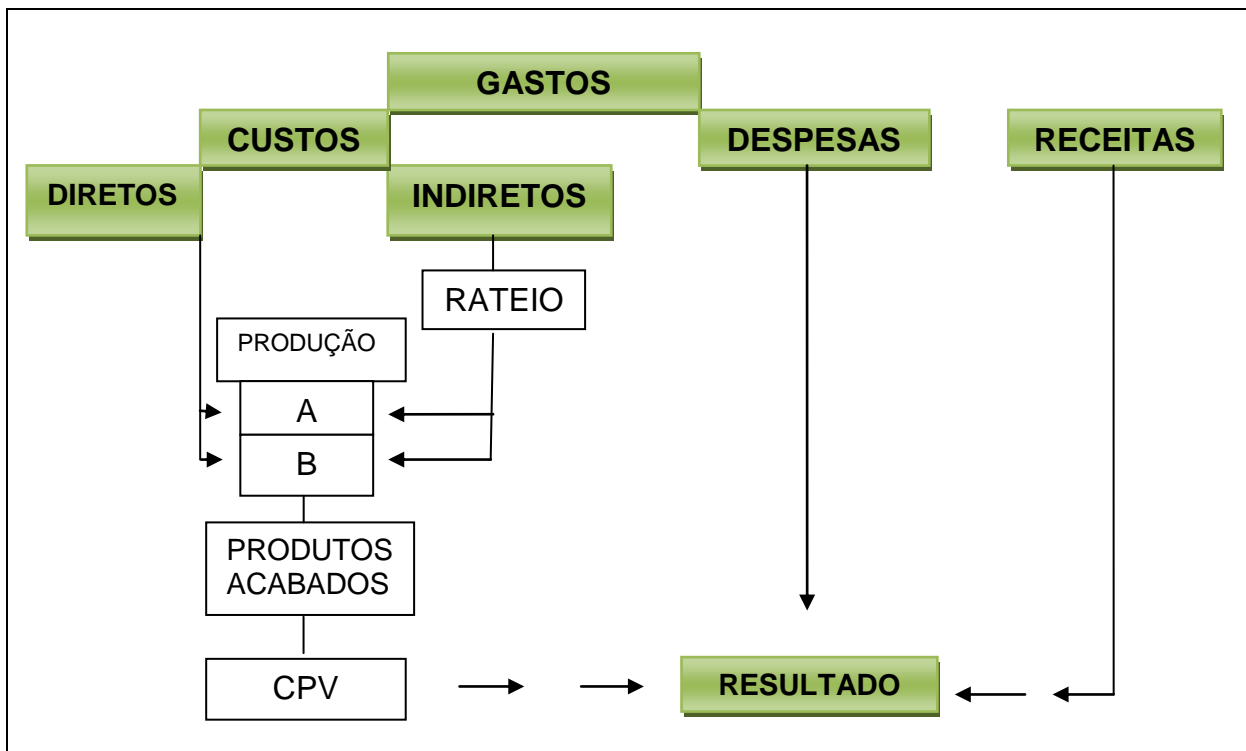 GASTOS
CUSTOS
DESPESAS
RECEITAS
DIRETOS
INDIRETOS
RATEIO
PRODUÇÃO
A
B
PRODUTOS
ACABADOS
CPV
RESULTADO